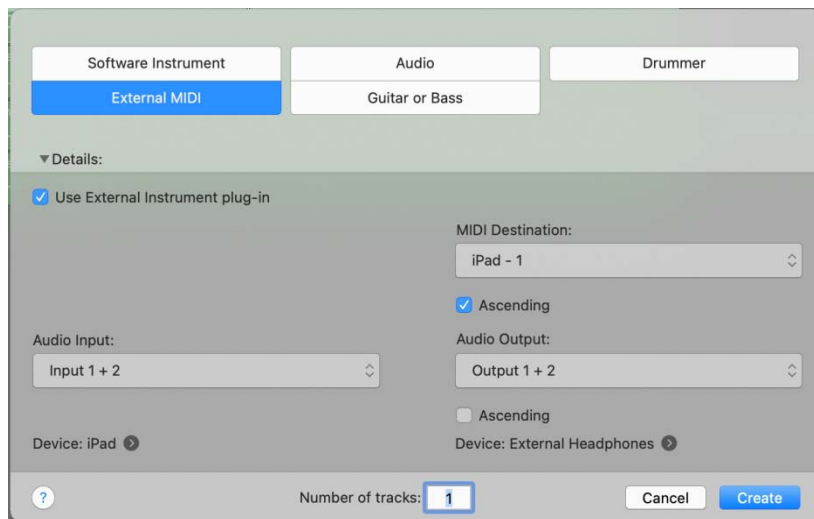 Software Instrument
Audio
Drummer
External MIDI
Guitar or Bass
Details:
Use External Instrument plug-in
MIDI Destination:
iPad - 1
Ascending
Audio Input:
Audio Output:
Input 1 + 2
Output 1 + 2
Ascending
Device: iPad
Device: External Headphones
?
Number of tracks: 1
Cancel
Create